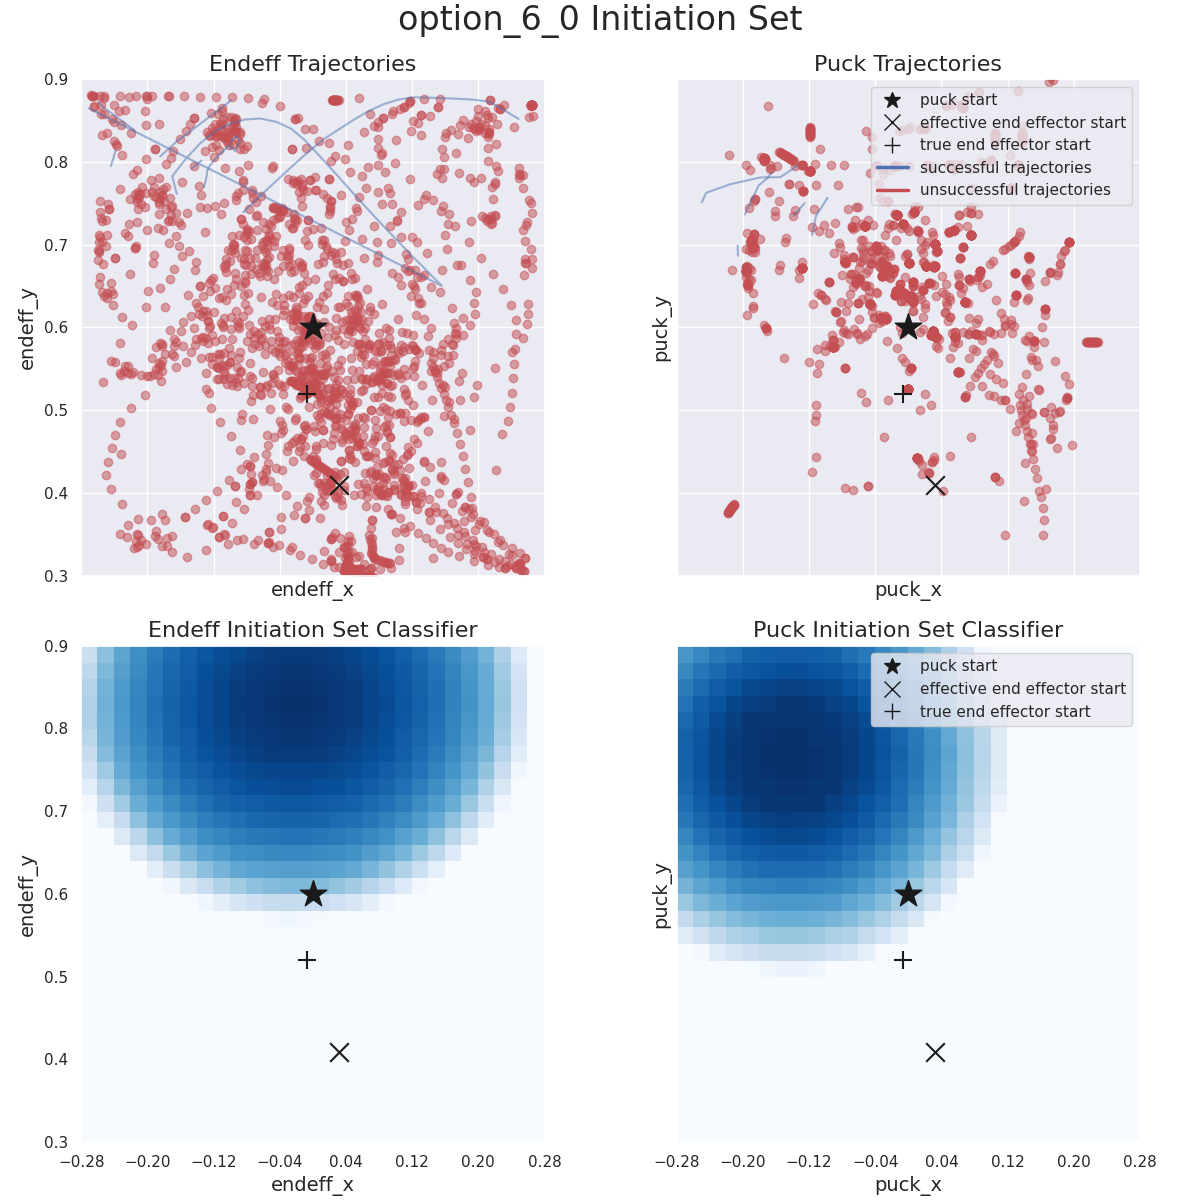 option_6_0 Initiation Set
Endeff Trajectories
0.9
0.8
0.7
0.6
0.5
0.4
0.3
endeff_y
endeff_x
Puck Trajectories
puck start
effective end effector start
true end effector start
successful trajectories
unsuccessful trajectories
puck_y
puck_x
Endeff Initiation Set Classifier
0.9
0.8
0.7
0.6
0.5
0.4
0.3
endeff_y
−0.28 −0.20 −0.12 −0.04 0.04 0.12 0.20 0.28
endeff_x
Puck Initiation Set Classifier
puck start
effective end effector start
true end effector start
puck_y
−0.28 −0.20 −0.12 −0.04 0.04 0.12 0.20 0.28
puck_x